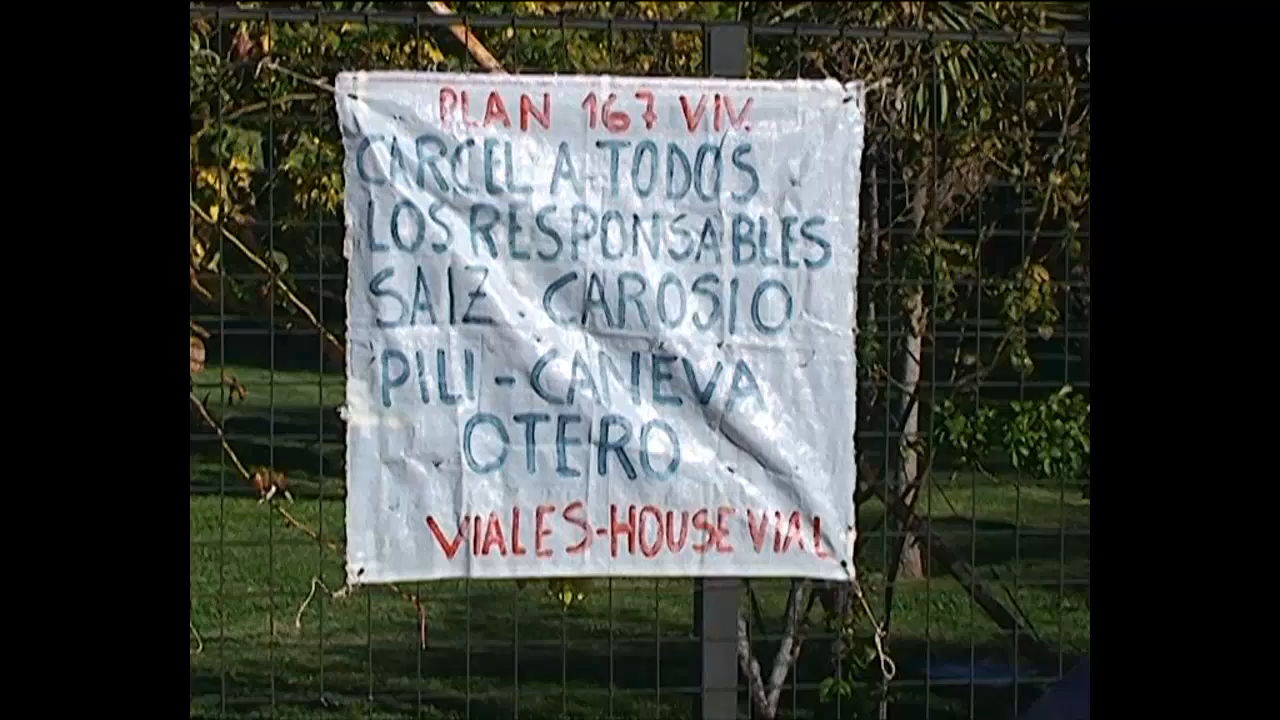 PLAN 167 VIV.
CARCEL A TODOS
LOS RESPONSABLES
SAIZ - CAROSIO
PILI - CANEVA
OTERO
VIALES-HOUSE VIAL